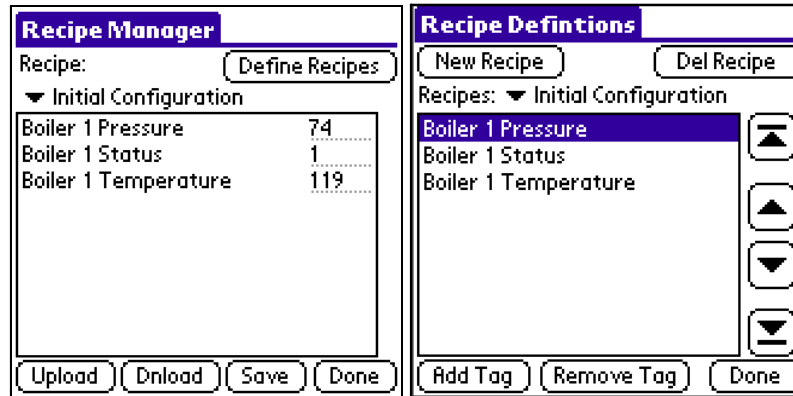 Recipe Manager
Recipe: Define Recipes
Initial Configuration
Boiler 1 Pressure 74
Boiler 1 Status 1
Boiler 1 Temperature 119
Upload Dnload Save Done
Recipe Defintions
New Recipe Del Recipe
Recipes: Initial Configuration
Boiler 1 Pressure
Boiler 1 Status
Boiler 1 Temperature
Add Tag Remove Tag Done